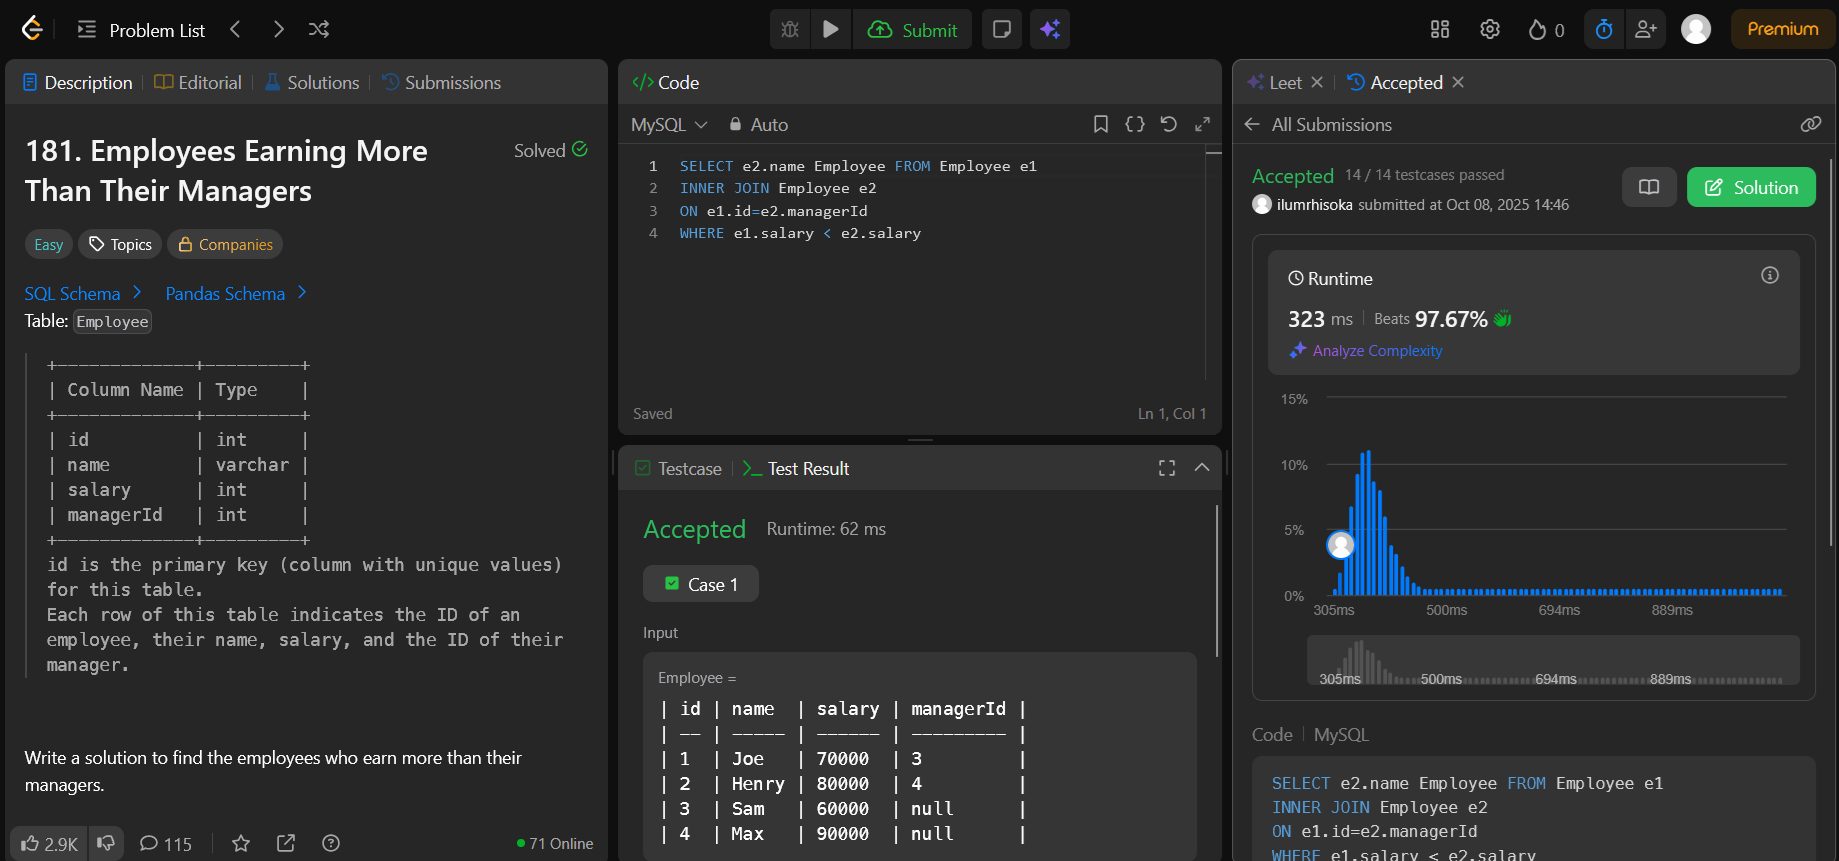 Problem List
Submit
0
Premium
Description
Editorial
Solutions
Submissions
181. Employees Earning More
Than Their Managers
Solved
Easy
Topics
Companies
SQL Schema
Pandas Schema
Table: Employee
+-------------+---------+
| Column Name | Type    |
+-------------+---------+
| id          | int     |
| name        | varchar |
| salary      | int     |
| managerId   | int     |
+-------------+---------+
id is the primary key (column with unique values)
for this table.
Each row of this table indicates the ID of an
employee, their name, salary, and the ID of their
manager.
Write a solution to find the employees who earn more than their
managers.
2.9K
115
71 Online
</> Code
MySQL
Auto
1 SELECT e2.name Employee FROM Employee e1
2 INNER JOIN Employee e2
3 ON e1.id=e2.managerId
4 WHERE e1.salary < e2.salary
Saved
Ln 1, Col 1
Testcase
>_ Test Result
Accepted
Runtime: 62 ms
Case 1
Input
Employee =
| id | name  | salary | managerId |
| -- | ----- | ------ | --------- |
| 1  | Joe   | 70000  | 3         |
| 2  | Henry | 80000  | 4         |
| 3  | Sam   | 60000  | null      |
| 4  | Max   | 90000  | null      |
Leet
Accepted
All Submissions
Accepted 14 / 14 testcases passed
ilumrhisoka submitted at Oct 08, 2025 14:46
Solution
Runtime
323 ms
Beats 97.67%
Analyze Complexity
15%
10%
5%
0%
305ms
500ms
694ms
889ms
305ms
500ms
694ms
889ms
Code
MySQL
SELECT e2.name Employee FROM Employee e1
INNER JOIN Employee e2
ON e1.id=e2.managerId
WHERE e1.salary < e2.salary